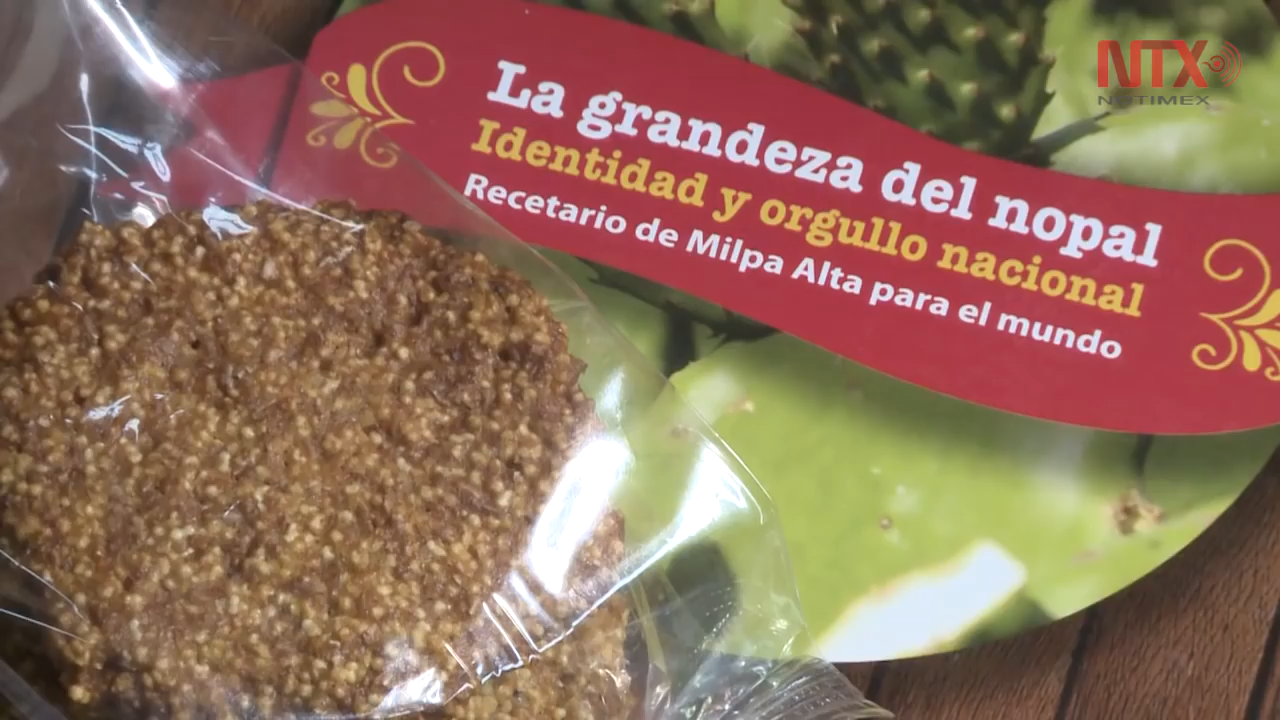 NTX
NOTIMEX
La grandeza del nopal
Identidad y orgullo nacional
Recetario de Milpa Alta para el mundo